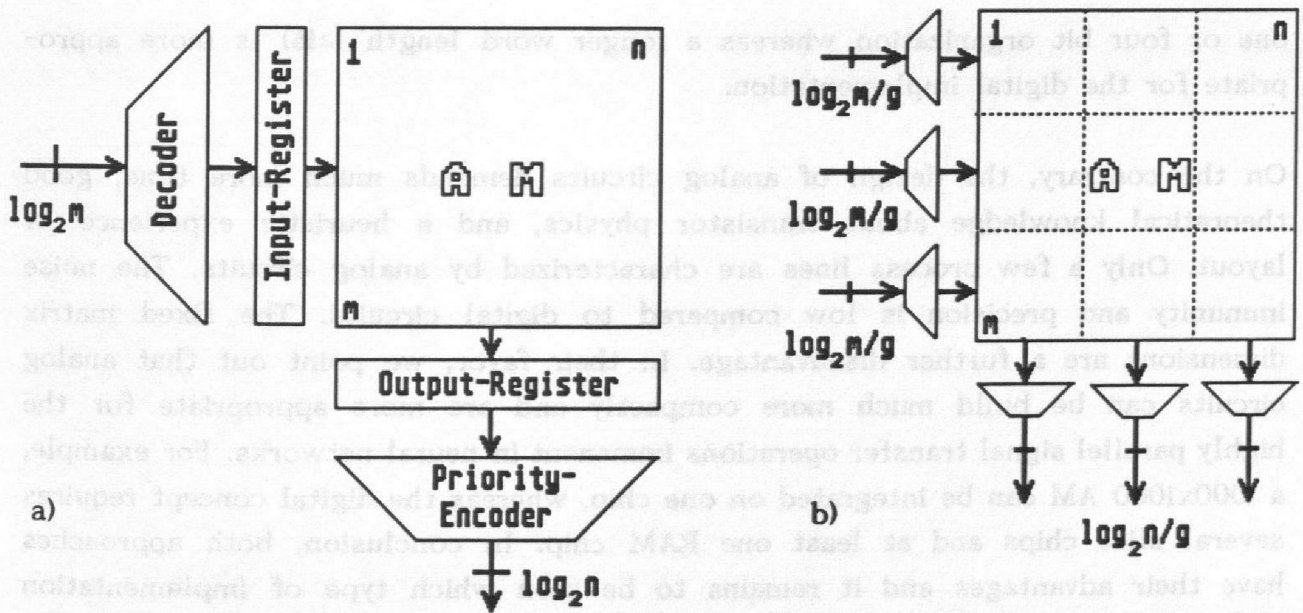 1 n
Decoder
Input-Register
log₂m
AM
m
Output-Register
Priority-
Encoder
a)
log₂n
1 n
log₂m/g
log₂m/g
log₂m/g
AM
m
b)
log₂n/g
one or four bit organization whereas a longer word length is more appro-
priate for the digital implementation.
On the contrary, the design of analog circuits demands much more time, good
theoretical knowledge about transistor physics, and a heuristic experience
layout. Only a few process lines are characterized by analog circuits. The noise
immunity and precision is low compared to digital circuits. The fixed matrix
dimensions are a further disadvantage. In their favor, we point out that analog
circuits can be build much more compactly and are more appropriate for the
highly parallel signal transfer operations in neural networks. For example,
a 1000x1000 AM can be integrated on one chip, whereas the digital concept requires
several chips and at least one RAM chip. In conclusion, both approaches
have their advantages and it remains to be which type of implementation